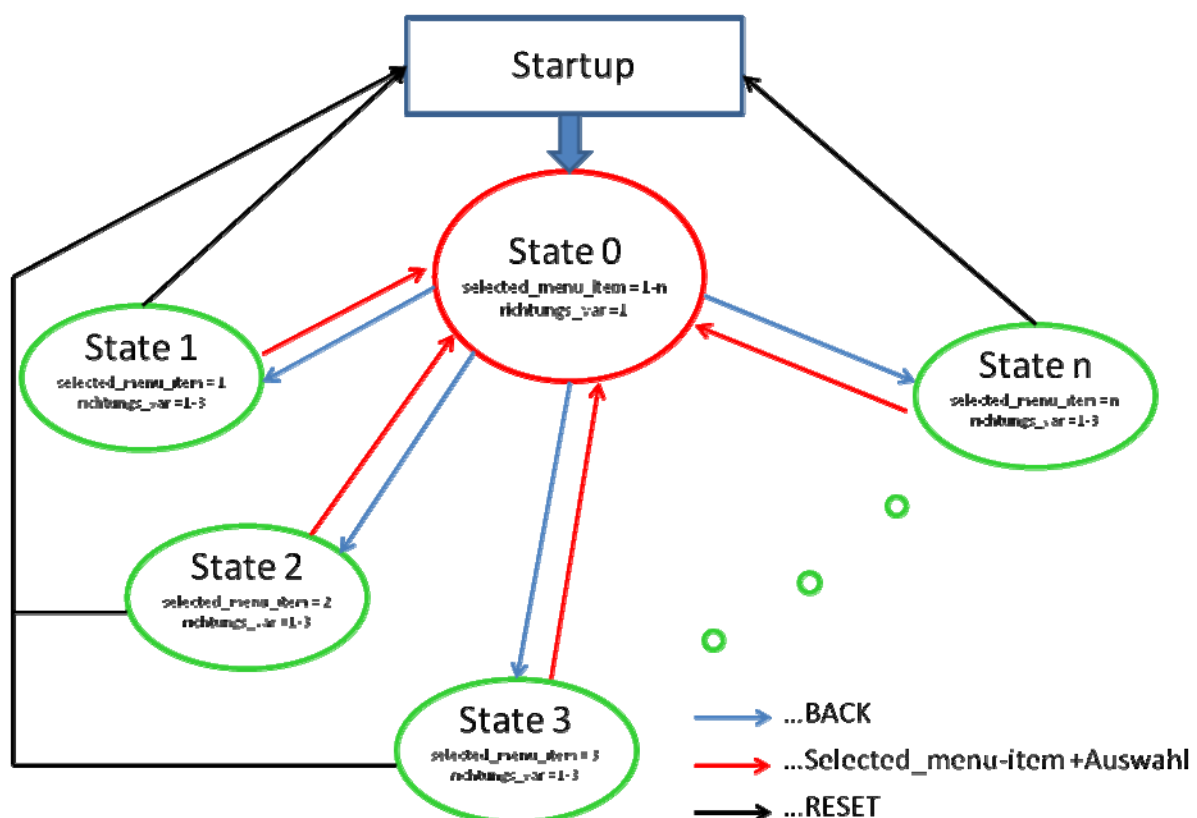 Startup
State 0
selected_menu_item = 1-n
richtungs_var =1
State 1
selected_menu_item = 1
richtungs_var =1-3
State n
selected_menu_item =n
richtungs_var =1-3
State 2
selected_menu_item = 2
richtungs_var =1-3
State 3
selected_menu_item = 3
richtungs_var =1-3
...BACK
...Selected_menu-item +Auswahl
...RESET